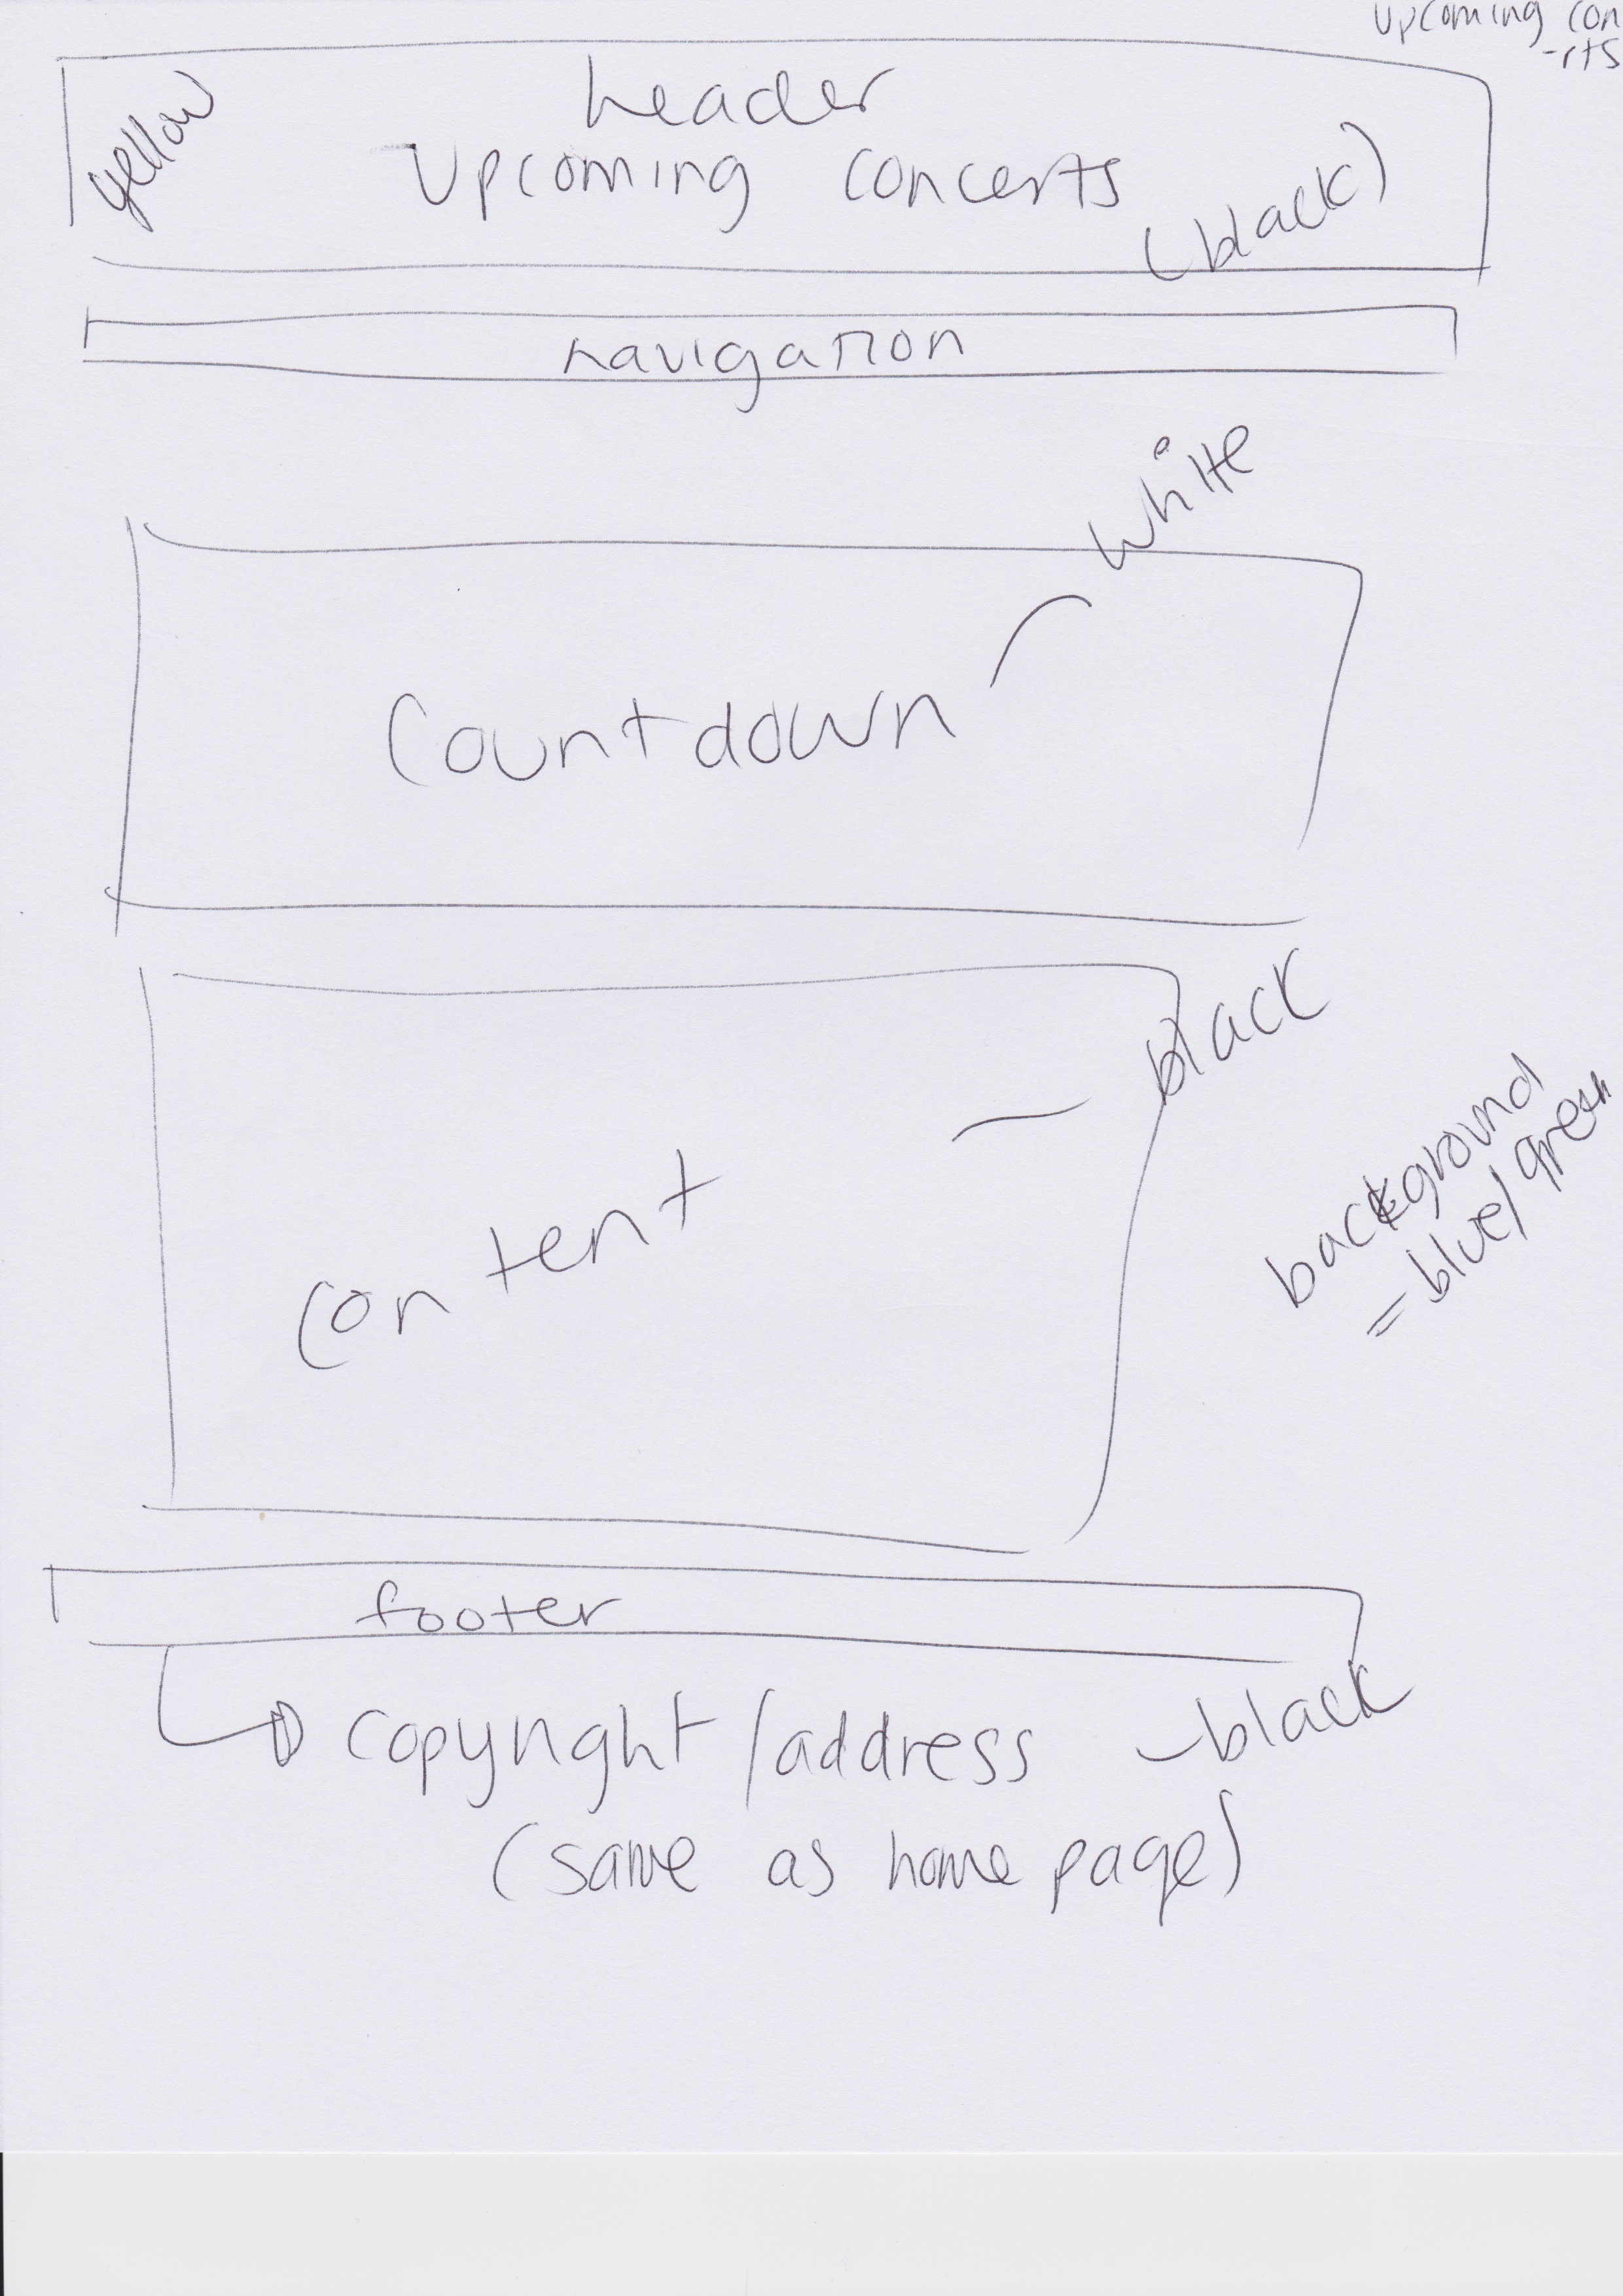 upcoming con
-rts
header
yellow
Upcoming concerts
(black)
navigation
white
Countdown
black
content
background
= blue/green
footer
copyright/address - black
(same as home page)